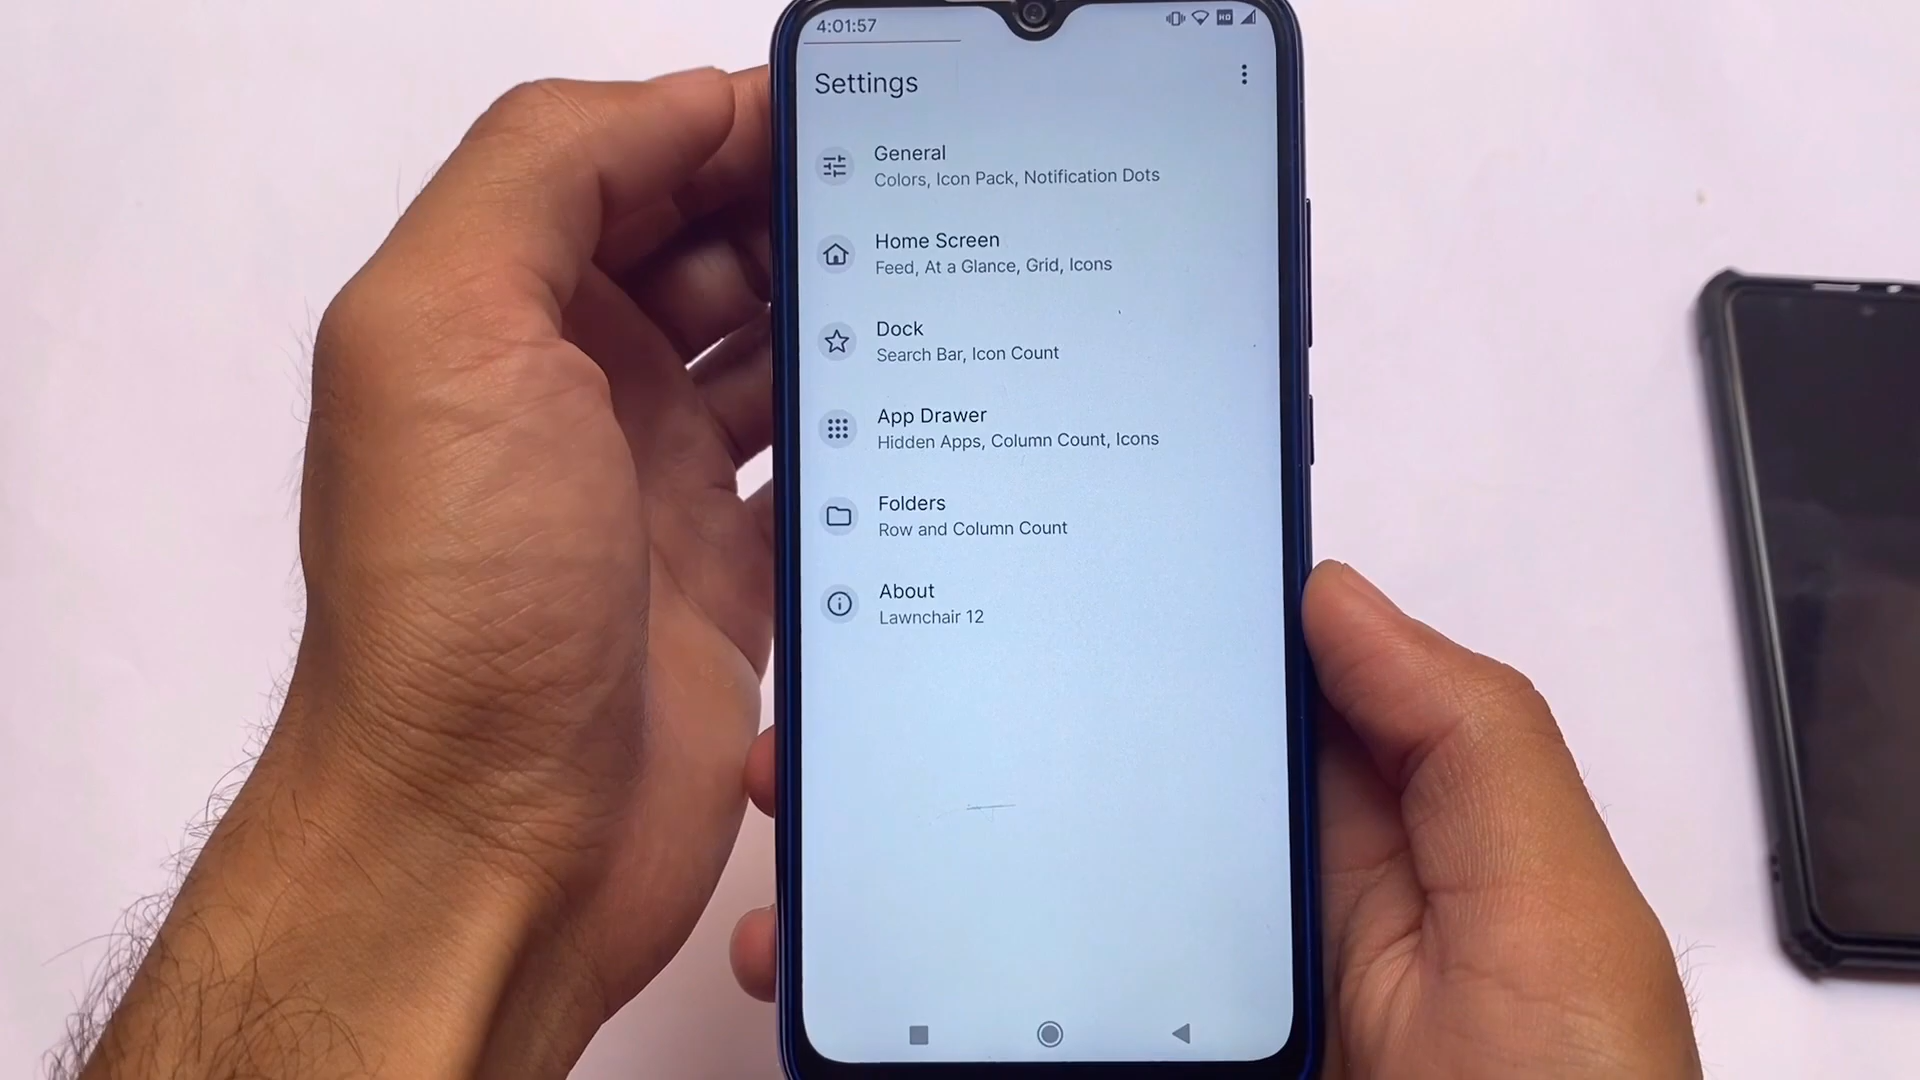 4:01:57
HD
Settings
General
Colors, Icon Pack, Notification Dots
Home Screen
Feed, At a Glance, Grid, Icons
Dock
Search Bar, Icon Count
App Drawer
Hidden Apps, Column Count, Icons
Folders
Row and Column Count
About
Lawnchair 12